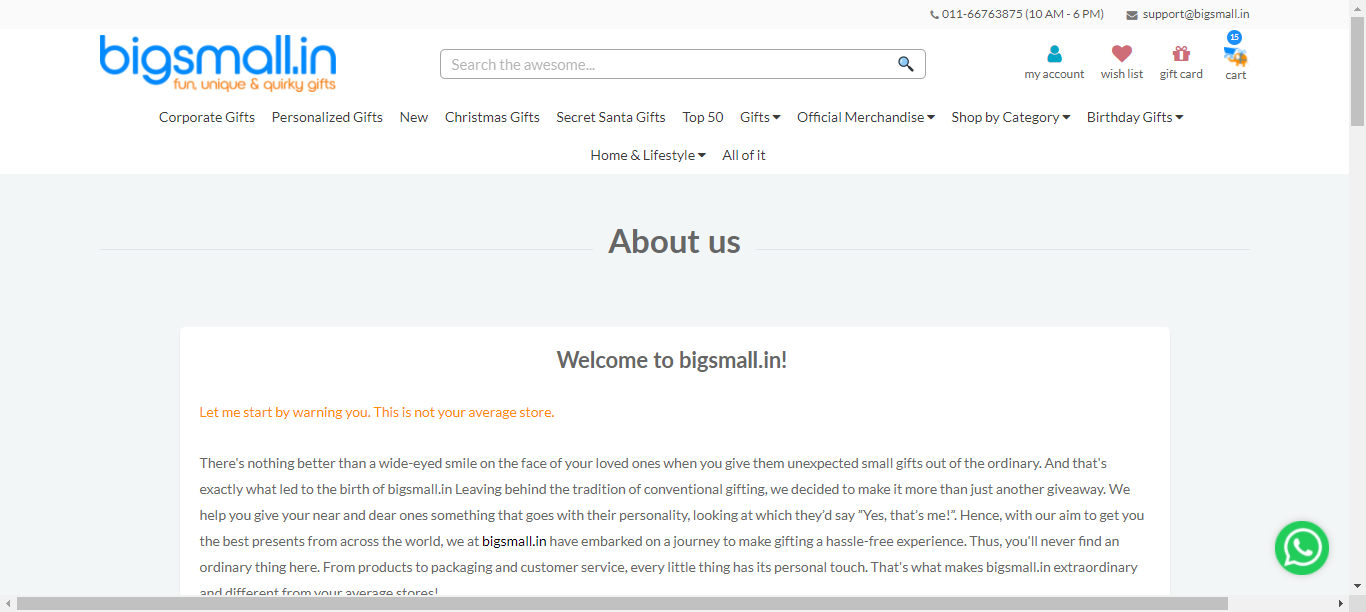 011-66763875 (10 AM - 6 PM) support@bigsmall.in
bigsmall.in
fun, unique & quirky gifts
Search the awesome...
15
my account wish list gift card cart
Corporate Gifts Personalized Gifts New Christmas Gifts Secret Santa Gifts Top 50 Gifts Official Merchandise Shop by Category Birthday Gifts
Home & Lifestyle All of it
About us
Welcome to bigsmall.in!
Let me start by warning you. This is not your average store.
There's nothing better than a wide-eyed smile on the face of your loved ones when you give them unexpected small gifts out of the ordinary. And that's
exactly what led to the birth of bigsmall.in Leaving behind the tradition of conventional gifting, we decided to make it more than just another giveaway. We
help you give your near and dear ones something that goes with their personality, looking at which they'd say "Yes, that's me!". Hence, with our aim to get you
the best presents from across the world, we at bigsmall.in have embarked on a journey to make gifting a hassle-free experience. Thus, you'll never find an
ordinary thing here. From products to packaging and customer service, every little thing has its personal touch. That's what makes bigsmall.in extraordinary
and different from your average stores!